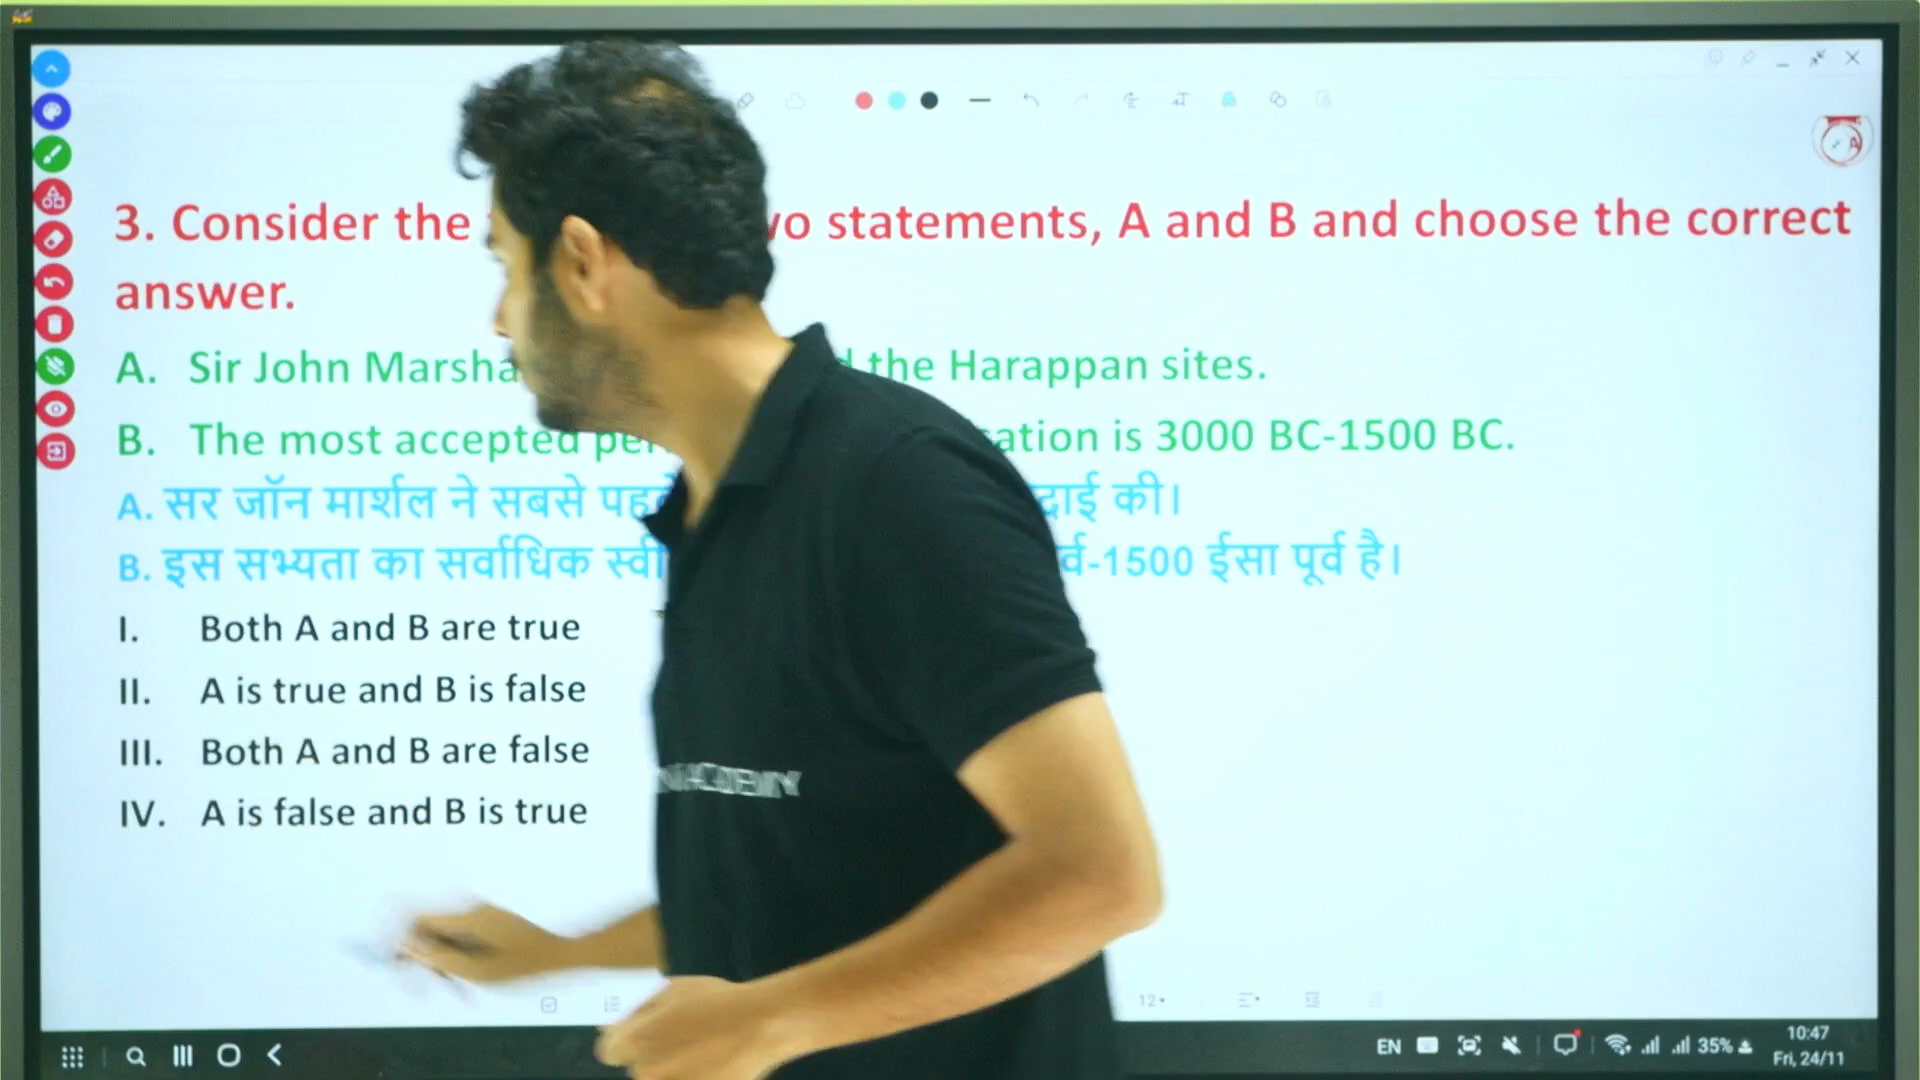 3. Consider the wo statements, A and B and choose the correct
answer.
A. Sir John Marsha the Harappan sites.
B. The most accepted is 3000 BC-1500 BC.
A. सर जॉन मार्शल ने सबसे की।
B. इस सभ्यता का सर्वाधिक -1500 ईसा पूर्व है।
I. Both A and B are true
II. A is true and B is false
III. Both A and B are false
IV. A is false and B is true
ACADEMY
12
EN 35% 10:47
Fri, 24/11